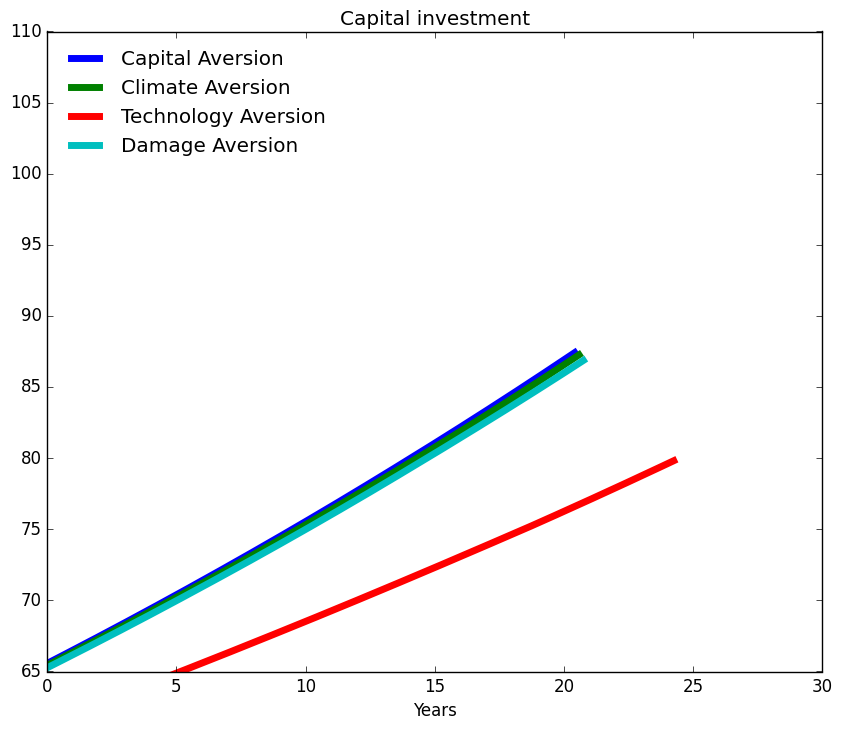 Capital investment
110
105
100
95
90
85
80
75
70
65
Capital Aversion
Climate Aversion
Technology Aversion
Damage Aversion
0 5 10 15 20 25 30
Years